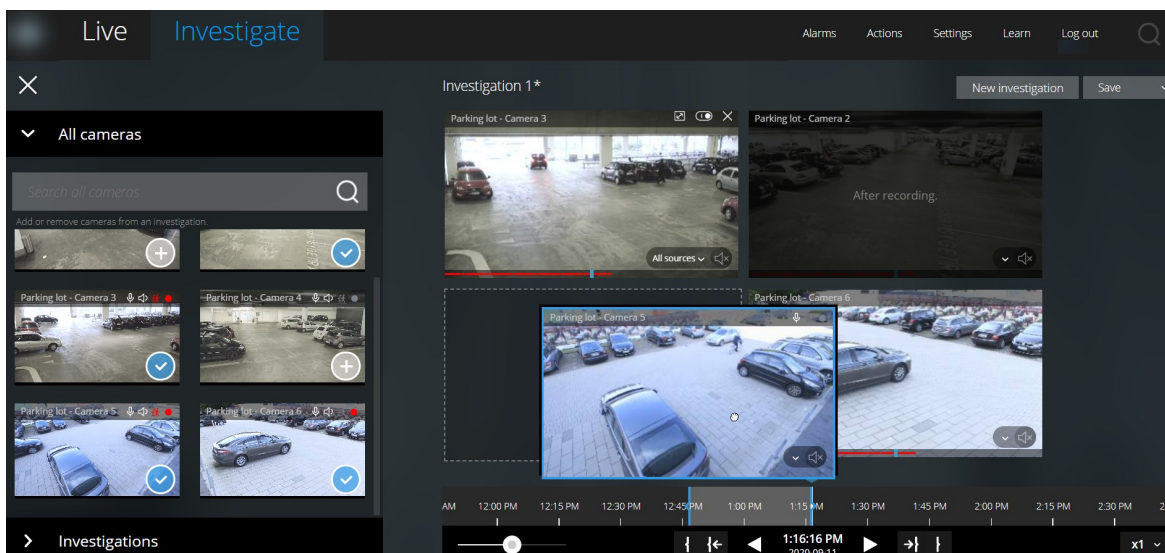 Live Investigate Alarms Actions Settings Learn Log out
Investigation 1*
New investigation Save
All cameras
Search all cameras
Add or remove cameras from an investigation.
Parking lot - Camera 3
Parking lot - Camera 4
Parking lot - Camera 5
Parking lot - Camera 6
Investigations
Parking lot - Camera 3
All sources
Parking lot - Camera 2
After recording.
Parking lot - Camera 5
Parking lot - Camera 6
AM 12:00 PM 12:15 PM 12:30 PM 12:45 PM 1:00 PM 1:15 PM 1:30 PM 1:45 PM 2:00 PM 2:15 PM 2:30 PM 2
1:16:16 PM
2020-09-11
x1